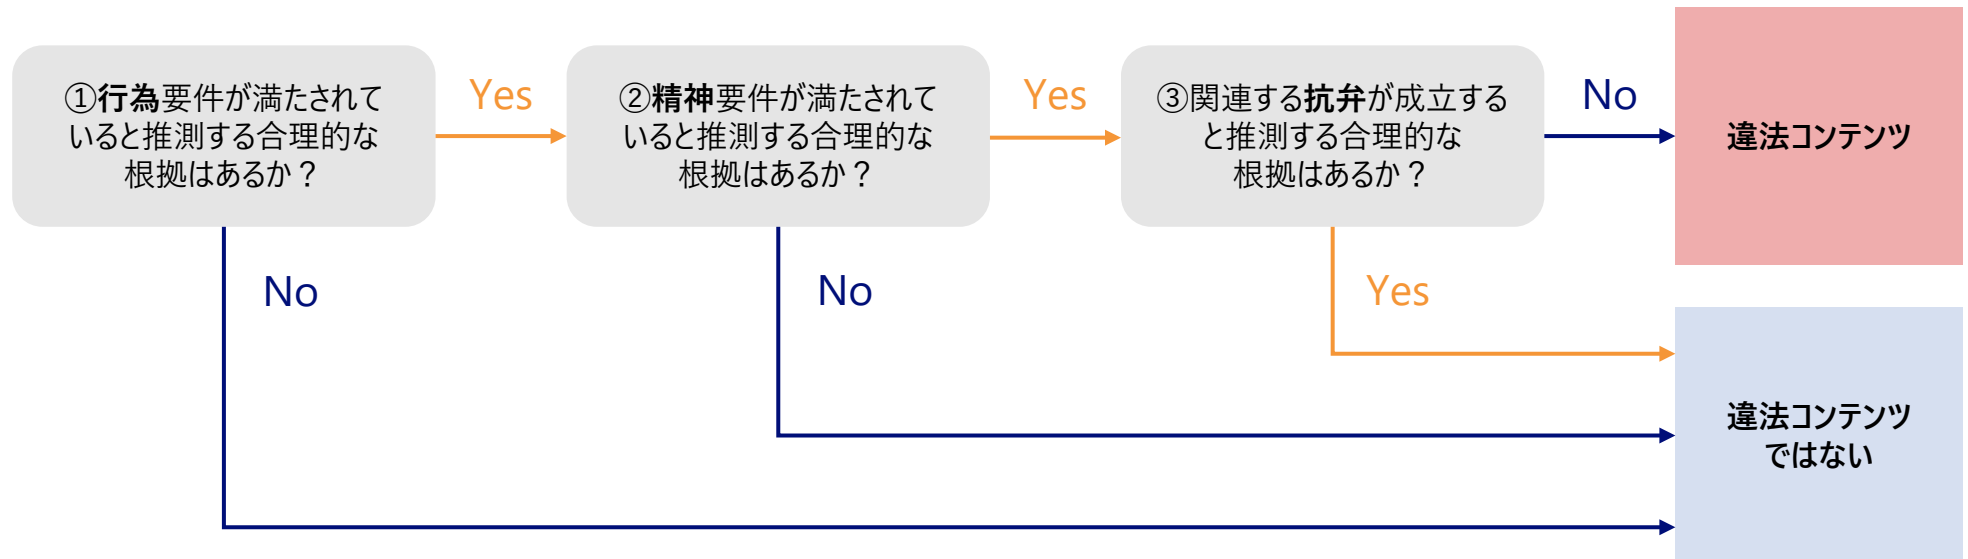 ①行為要件が満たされて
いると推測する合理的な
根拠はあるか？
Yes
②精神要件が満たされて
いると推測する合理的な
根拠はあるか？
Yes
③関連する抗弁が成立する
と推測する合理的な
根拠はあるか？
No
違法コンテンツ
No
No
Yes
違法コンテンツ
ではない